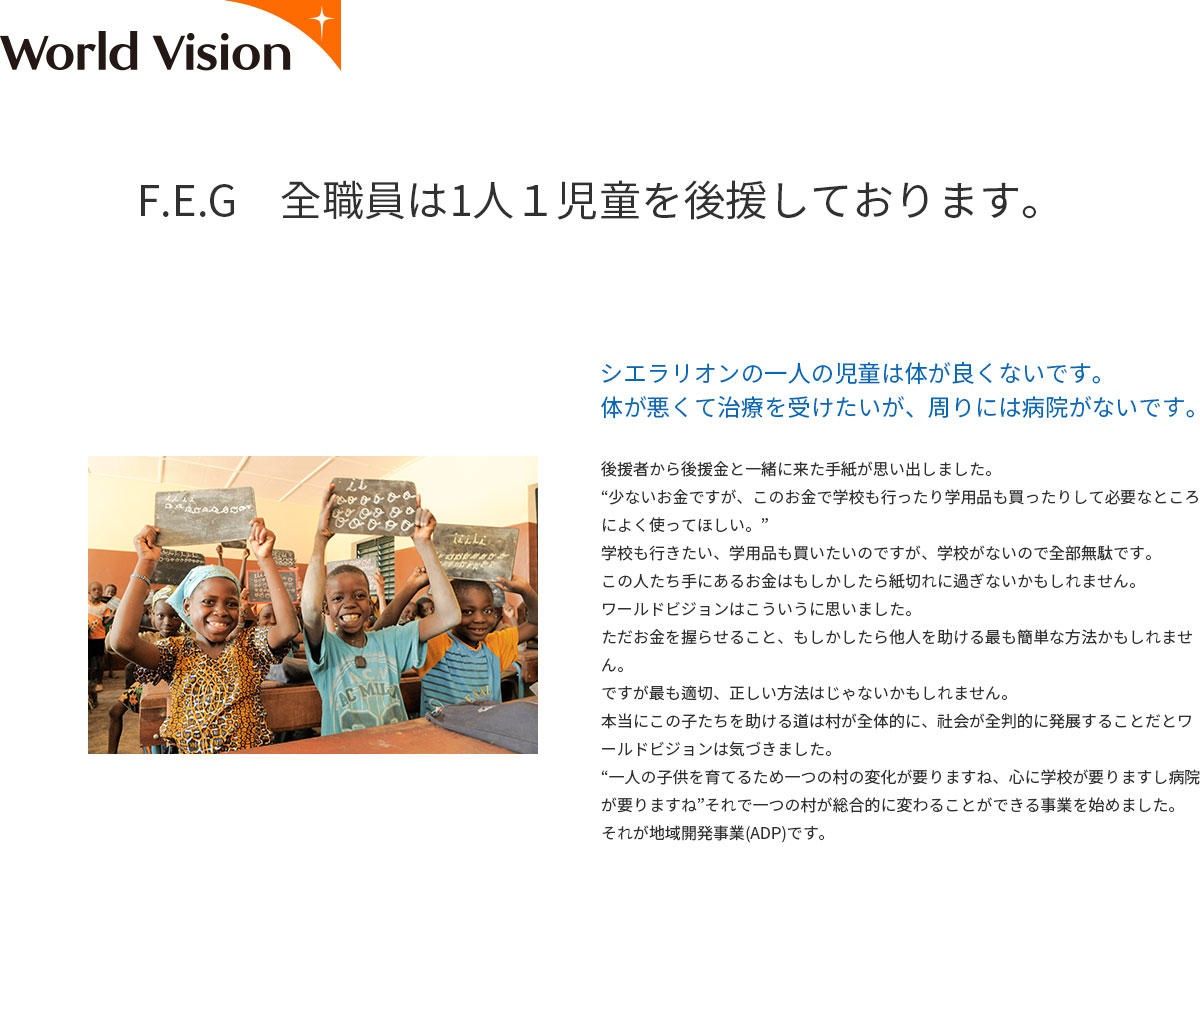 World Vision
F.E.G　全職員は1人１児童を後援しております。
シエラリオンの一人の児童は体が良くないです。
体が悪くて治療を受けたいが、周りには病院がないです。
後援者から後援金と一緒に来た手紙が思い出しました。
“少ないお金ですが、このお金で学校も行ったり学用品も買ったりして必要なところ
によく使ってほしい。”
学校も行きたい、学用品も買いたいのですが、学校がないので全部無駄です。
この人たち手にあるお金はもしかしたら紙切れに過ぎないかもしれません。
ワールドビジョンはこういうに思いました。
ただお金を握らせること、もしかしたら他人を助ける最も簡単な方法かもしれませ
ん。
ですが最も適切、正しい方法はじゃないかもしれません。
本当にこの子たちを助ける道は村が全体的に、社会が全判的に発展することだとワ
ールドビジョンは気づきました。
“一人の子供を育てるため一つの村の変化が要りますね、心に学校が要りますし病院
が要りますね”それで一つの村が総合的に変わることができる事業を始めました。
それが地域開発事業(ADP)です。